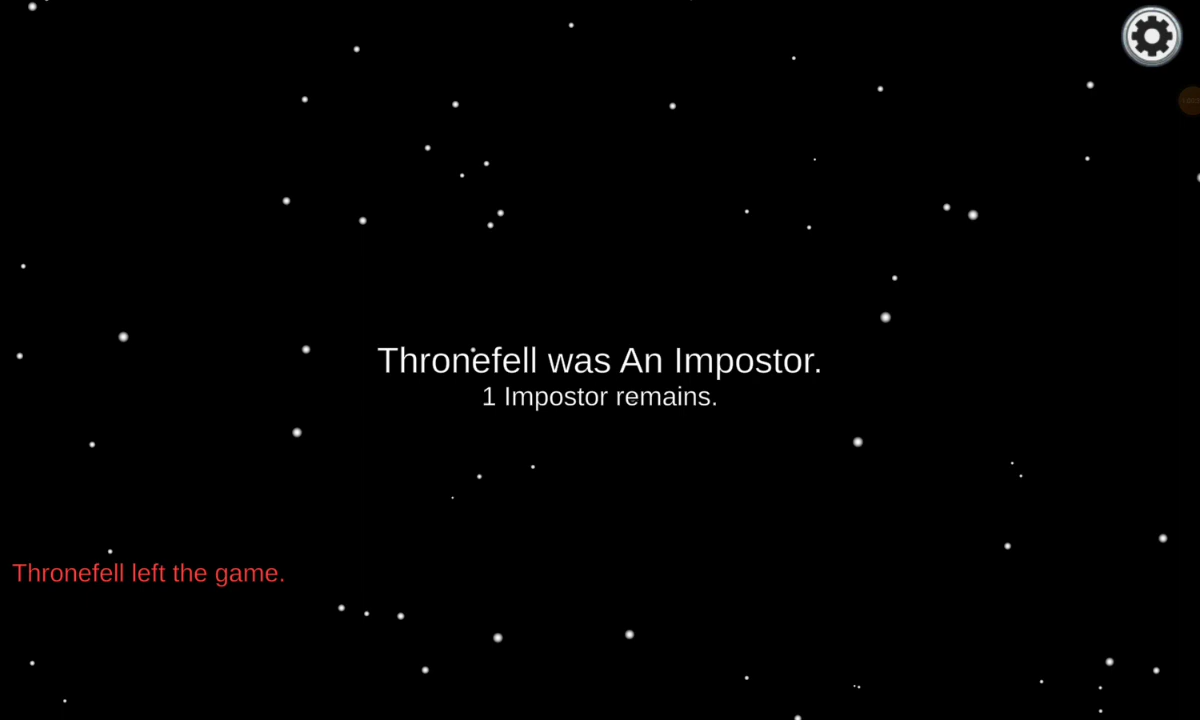 Thronefell was An Impostor.
1 Impostor remains.
Thronefell left the game.